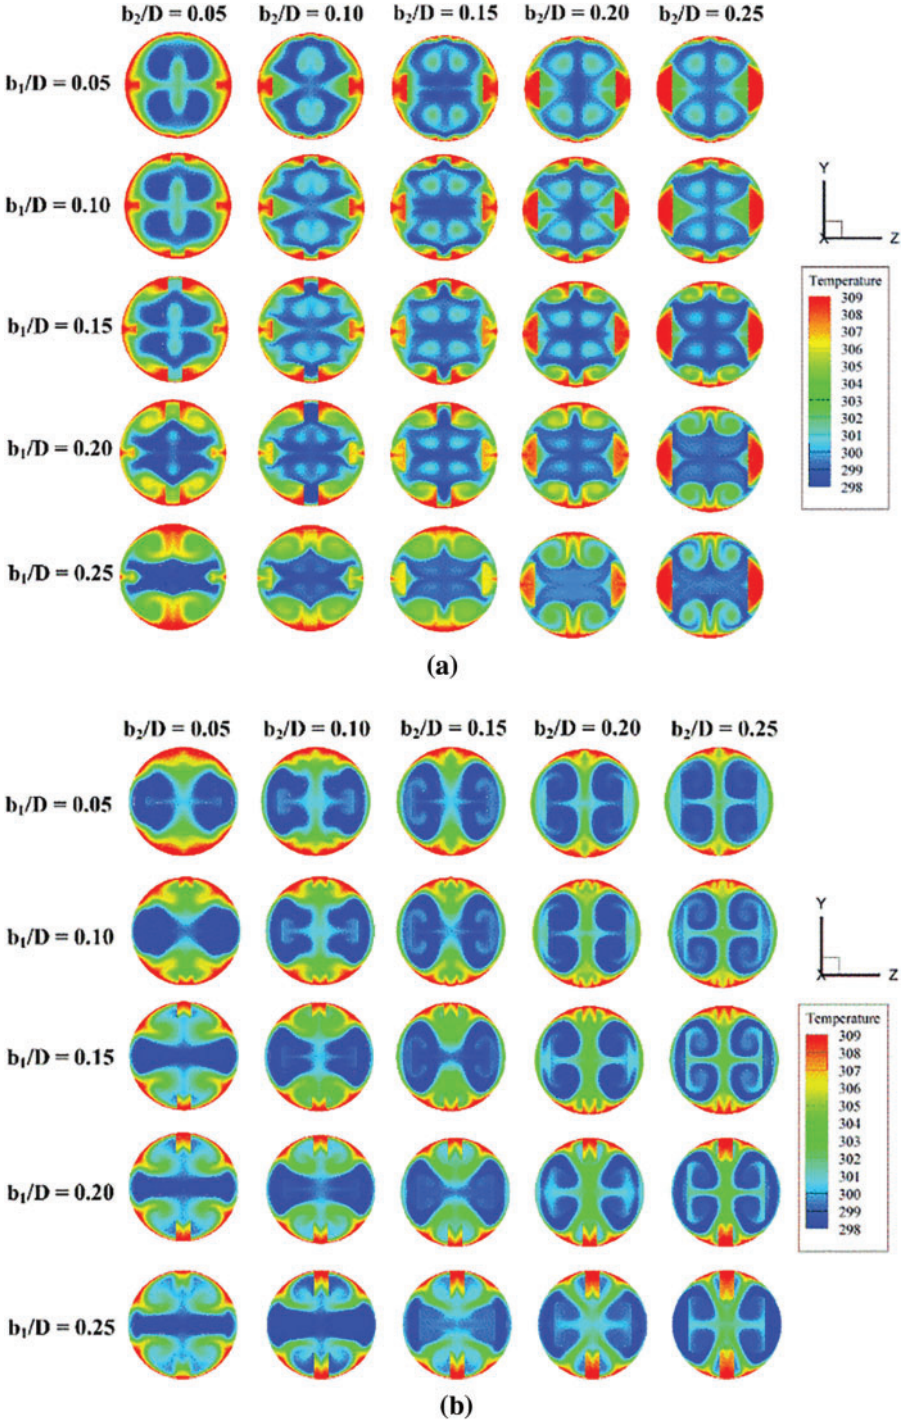 b₂/D = 0.05 b₂/D = 0.10 b₂/D = 0.15 b₂/D = 0.20 b₂/D = 0.25
b₁/D = 0.05
b₁/D = 0.10
b₁/D = 0.15
b₁/D = 0.20
b₁/D = 0.25
Y
X Z
Temperature
309
308
307
306
305
304
303
302
301
300
299
298
(a)
b₂/D = 0.05 b₂/D = 0.10 b₂/D = 0.15 b₂/D = 0.20 b₂/D = 0.25
b₁/D = 0.05
b₁/D = 0.10
b₁/D = 0.15
b₁/D = 0.20
b₁/D = 0.25
Y
X Z
Temperature
309
308
307
306
305
304
303
302
301
300
299
298
(b)